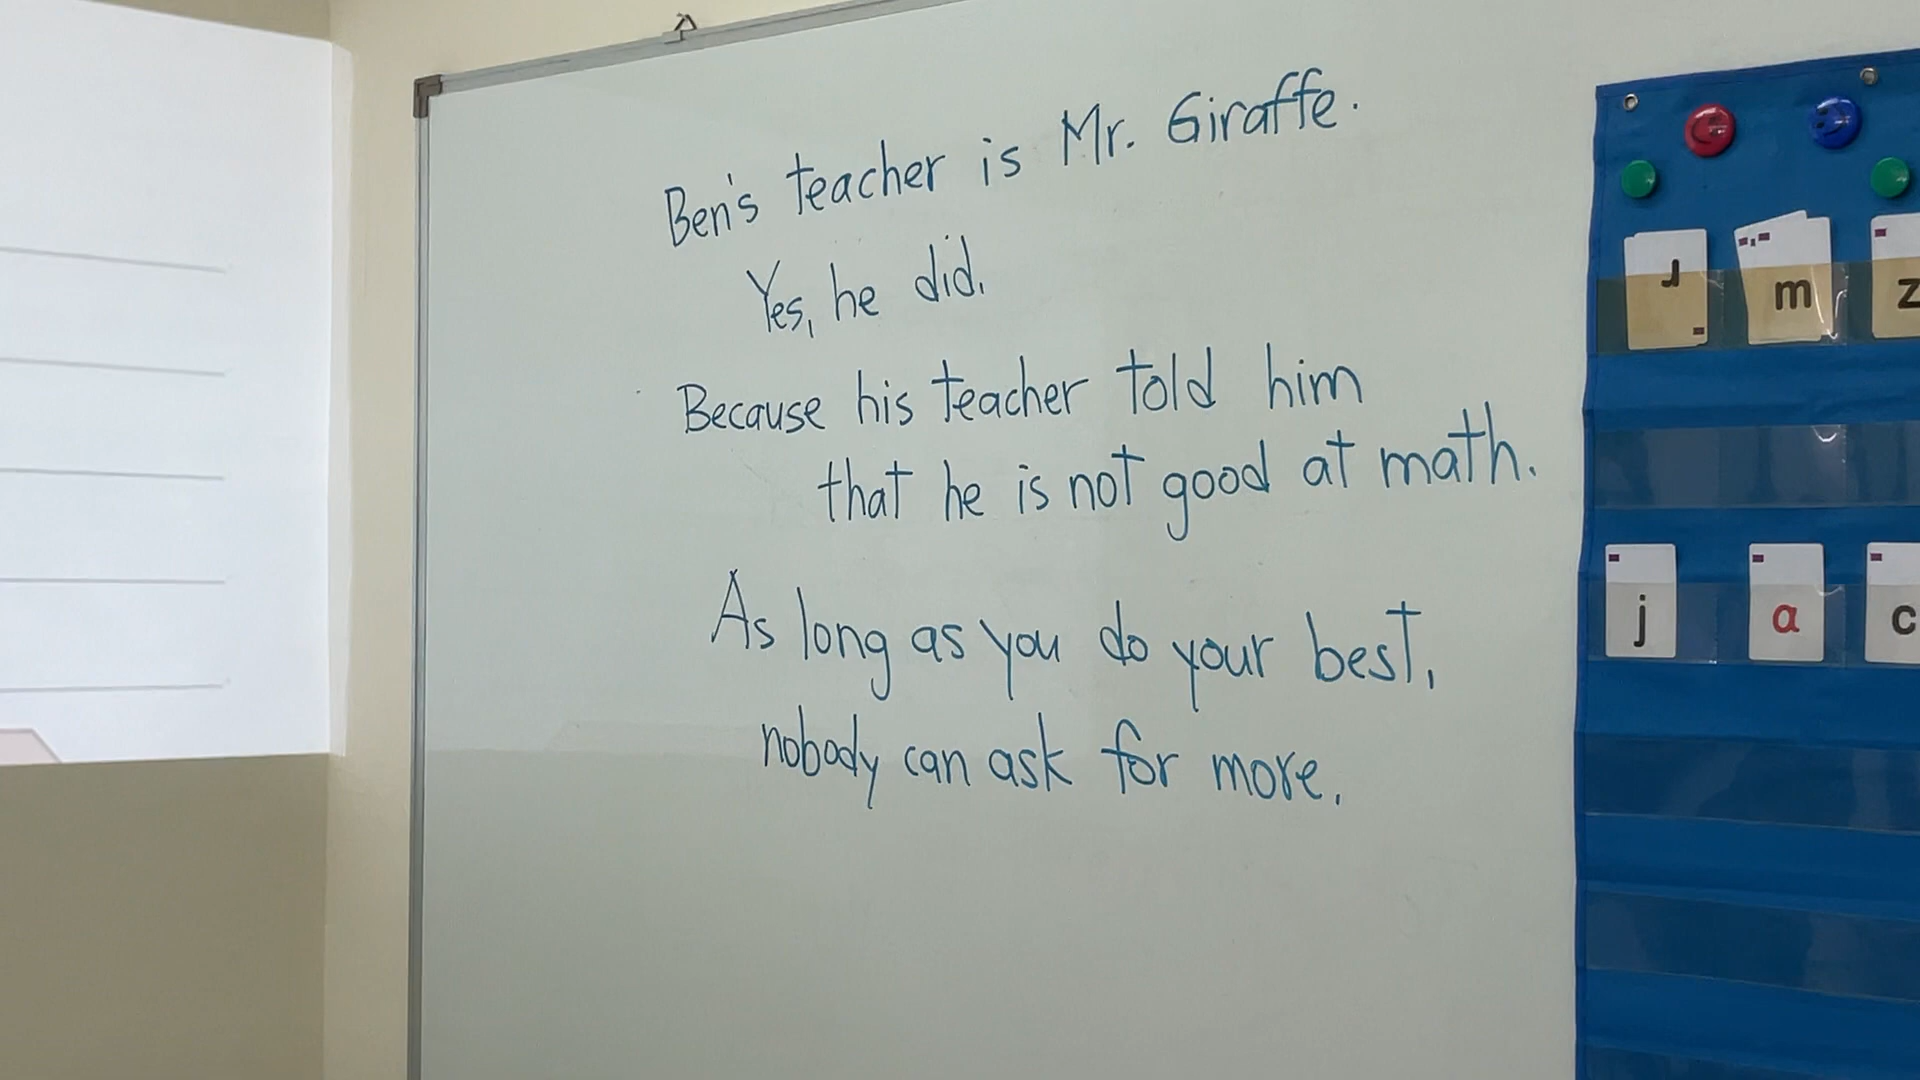 Ben's teacher is Mr. Giraffe.
Yes, he did.
Because his teacher told him
that he is not good at math.
As long as you do your best,
nobody can ask for more.
m
z
j
a
c